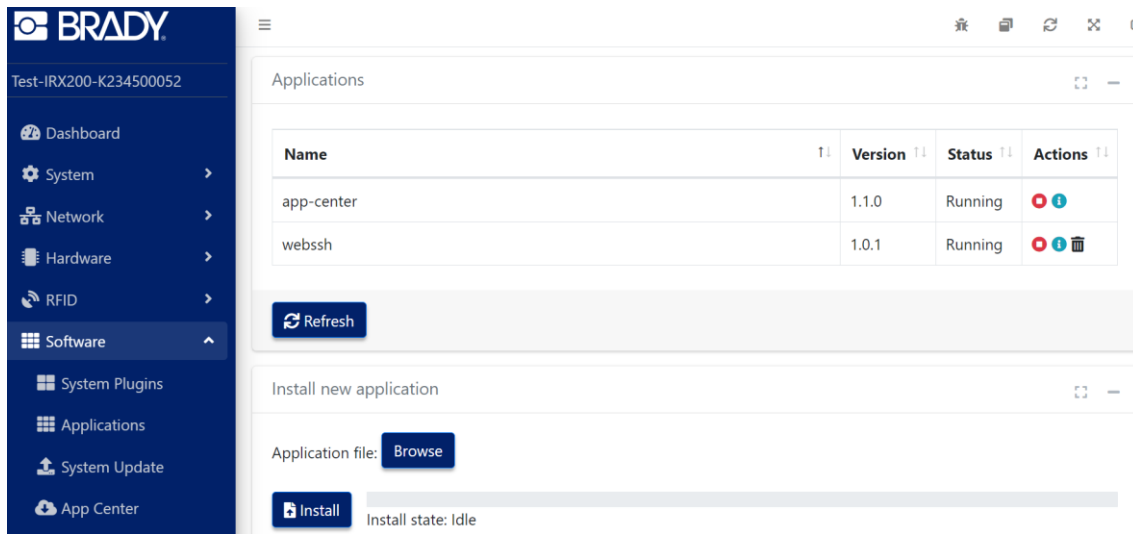 BRADY
Test-IRX200-K234500052
Dashboard
System
Network
Hardware
RFID
Software
System Plugins
Applications
System Update
App Center
Applications
Name Version Status Actions
app-center 1.1.0 Running
webssh 1.0.1 Running
Refresh
Install new application
Application file: Browse
Install
Install state: Idle